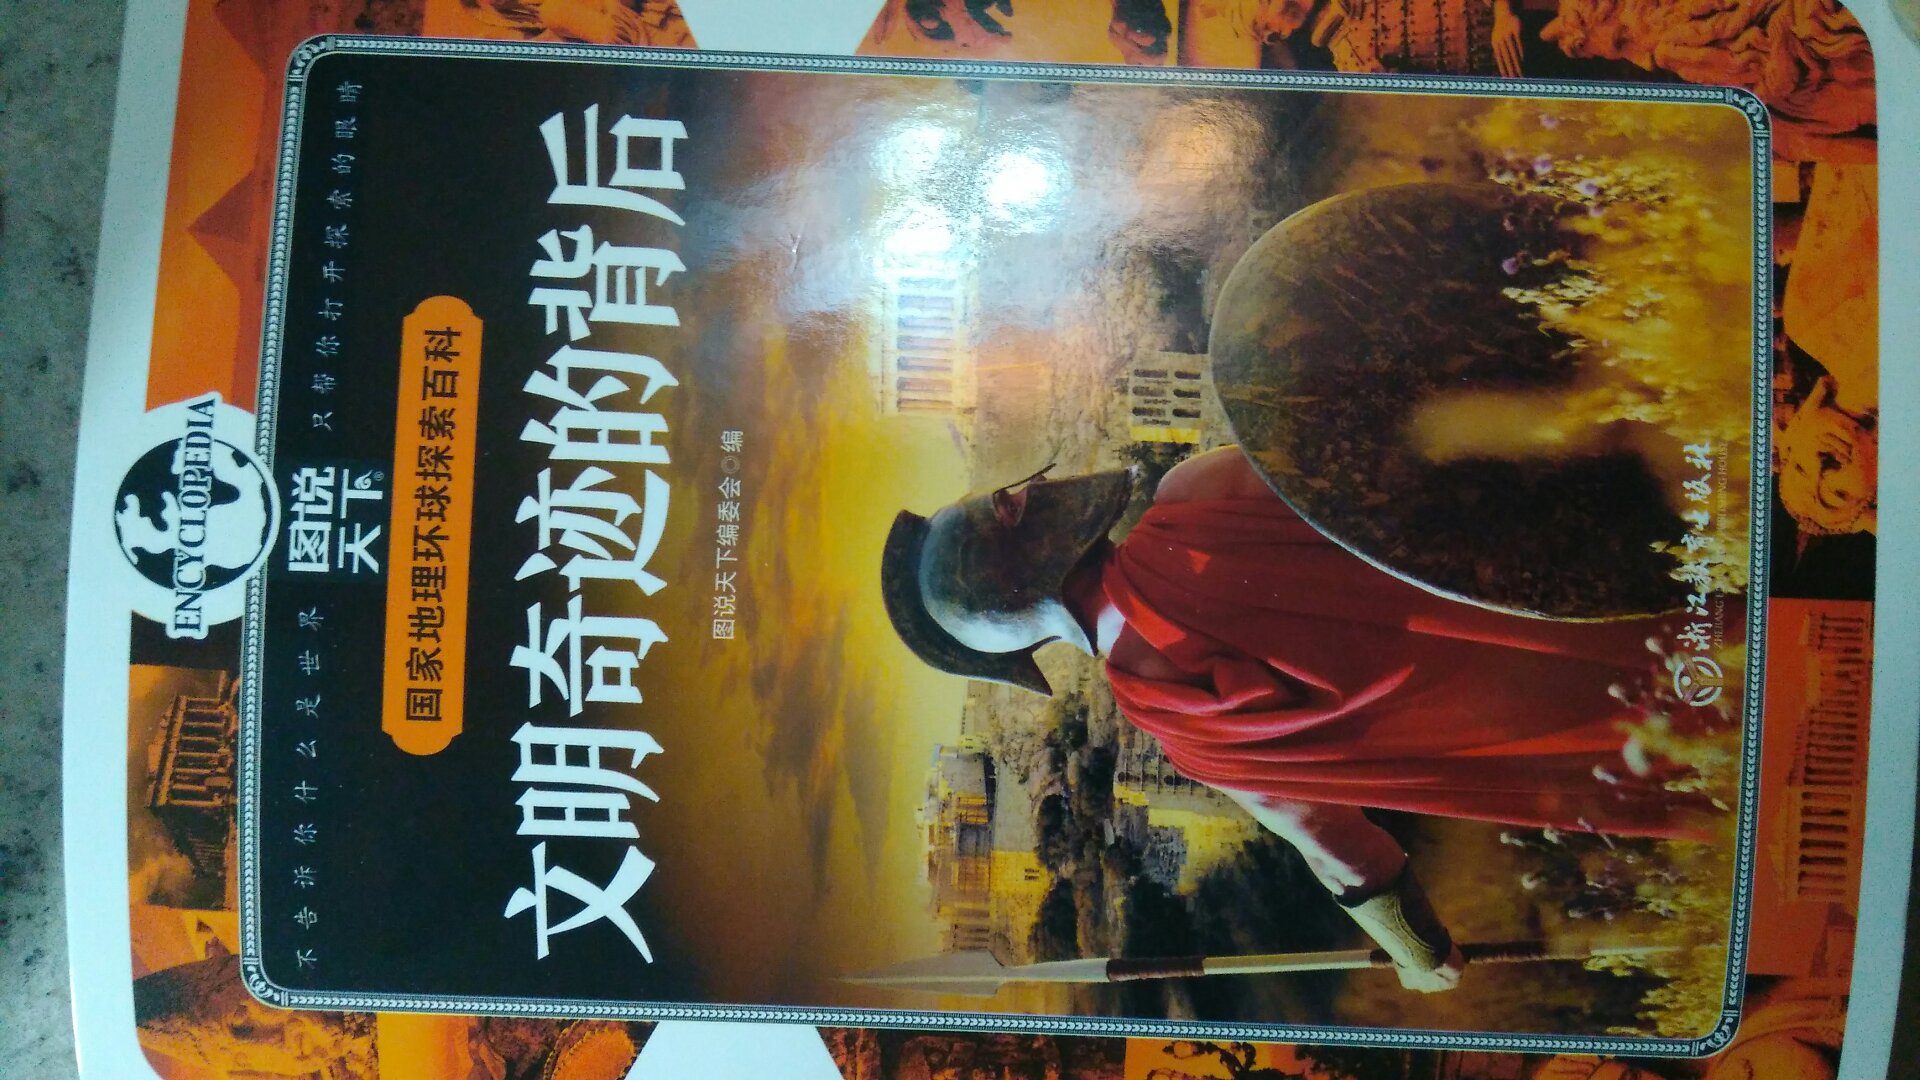 ENCYCLOPEDIA
不告诉你什么是世界
图说
天下®
只帮你打开探索的眼睛
国家地理环球探索百科
文明奇迹的背后
图说天下编委会◎编
浙江教育出版社